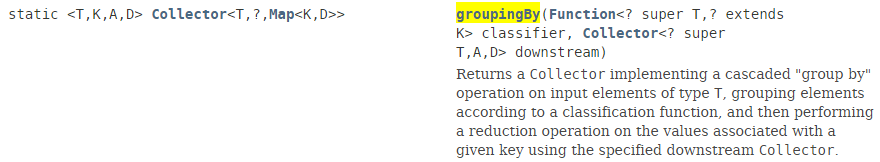 static <T,K,A,D> Collector<T,?,Map<K,D>>
groupingBy(Function<? super T,? extends
K> classifier, Collector<? super
T,A,D> downstream)
Returns a Collector implementing a cascaded "group by"
operation on input elements of type T, grouping elements
according to a classification function, and then performing
a reduction operation on the values associated with a
given key using the specified downstream Collector.